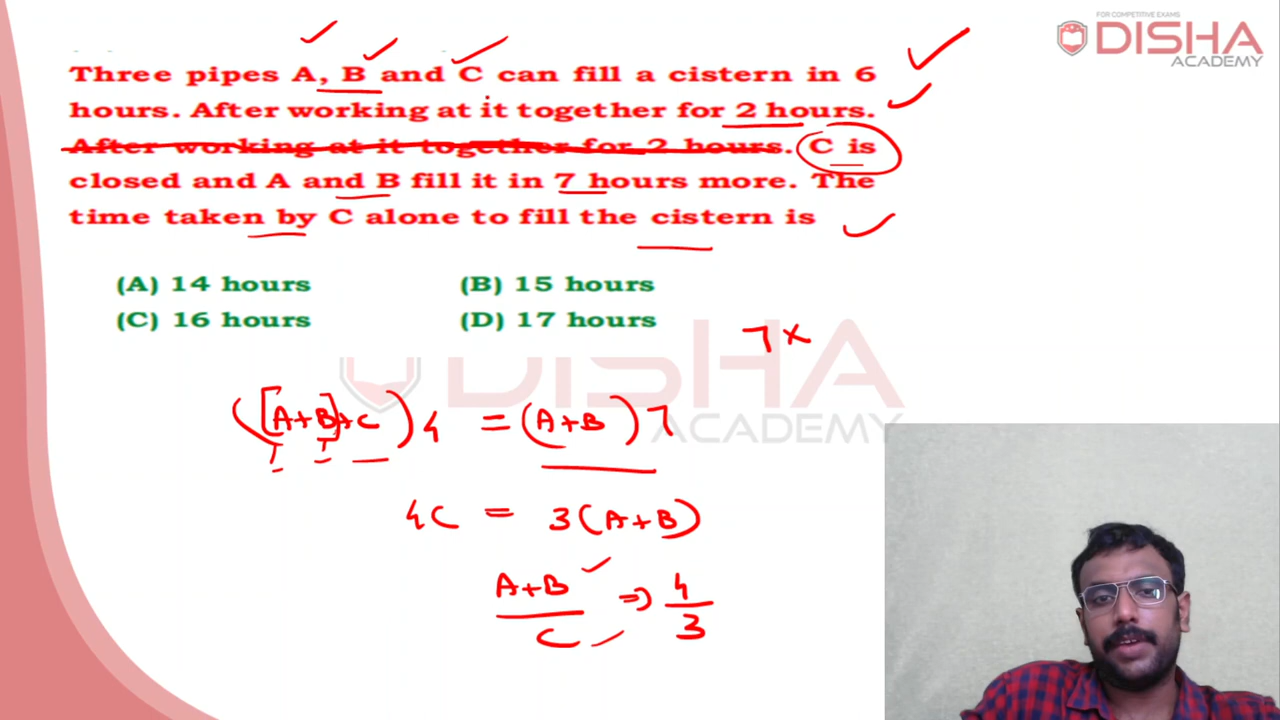 FOR COMPETITIVE EXAMS
DISHA
ACADEMY
Three pipes A, B and C can fill a cistern in 6
hours. After working at it together for 2 hours.
After working at it together for 2 hours. C is
closed and A and B fill it in 7 hours more. The
time taken by C alone to fill the cistern is
(A) 14 hours
(B) 15 hours
(C) 16 hours
(D) 17 hours
7 ×
DISHA
ACADEMY
([A+B]+C)4 = (A+B)7
4C = 3(A+B)
A+B
C
⇒ 4
3